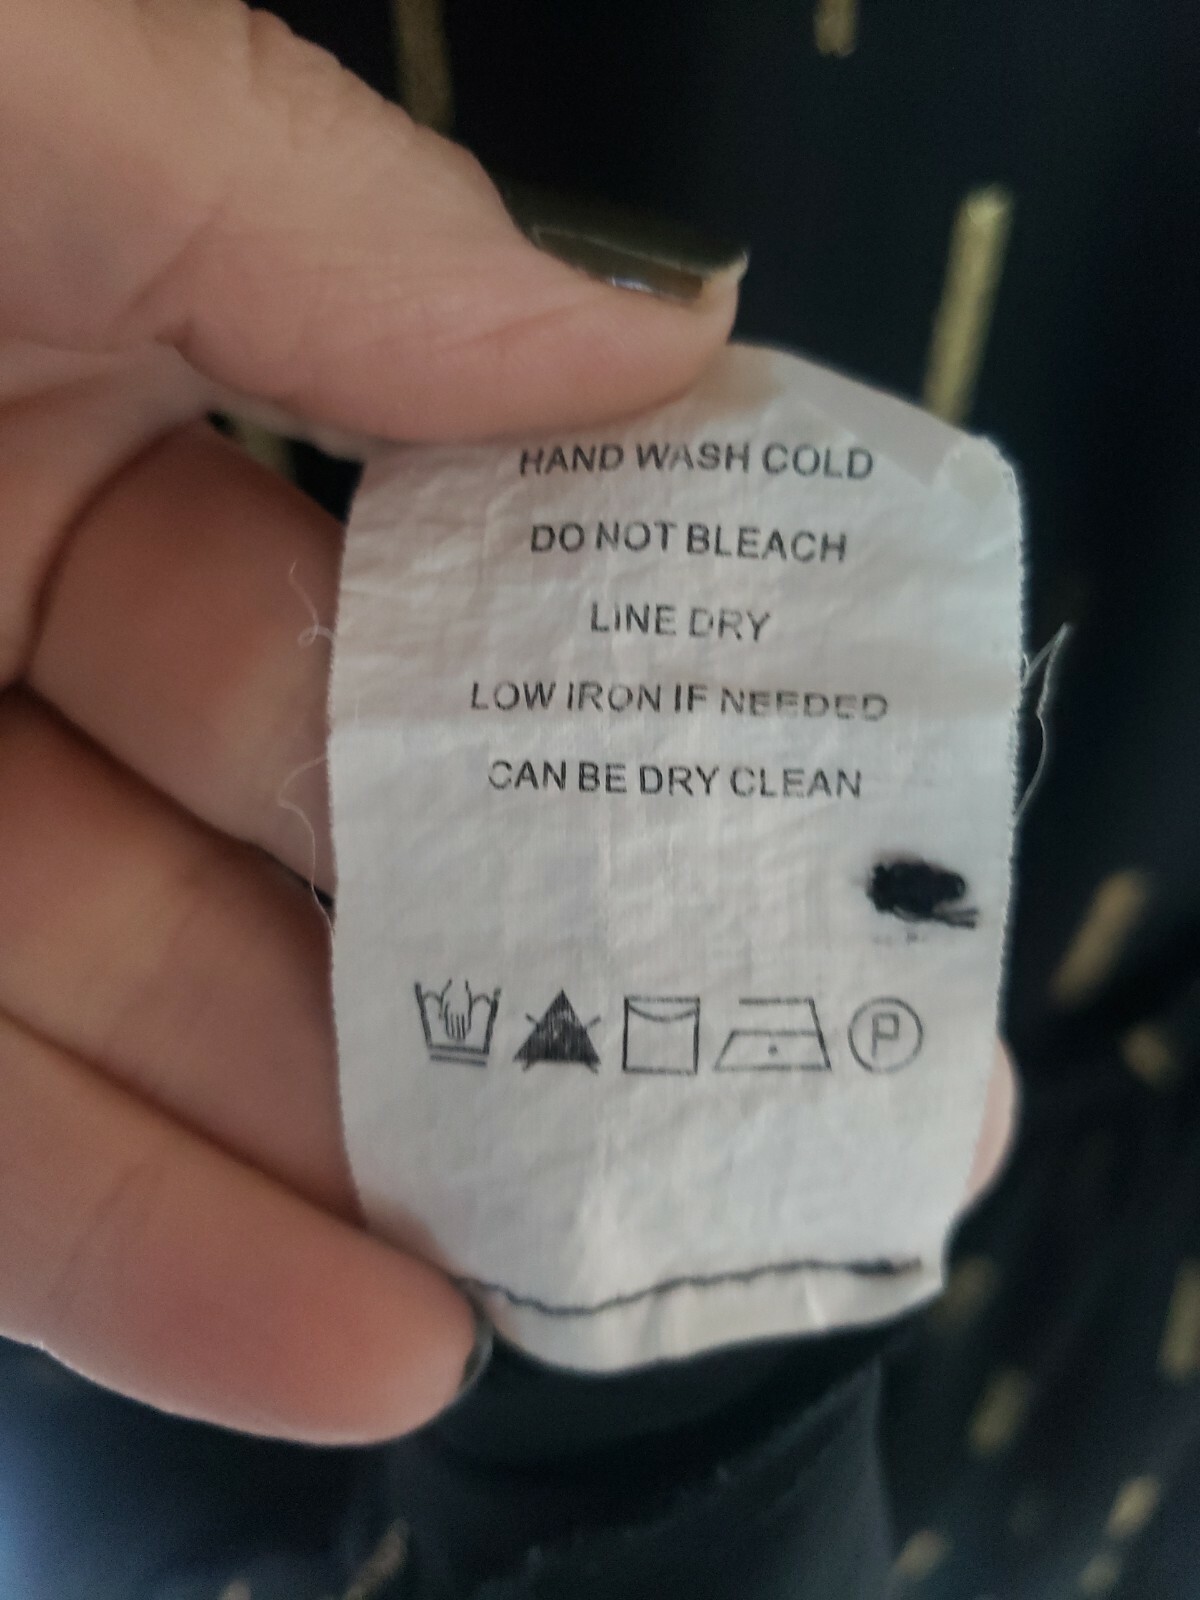 HAND WASH COLD
DO NOT BLEACH
LINE DRY
LOW IRON IF NEEDED
CAN BE DRY CLEAN
P